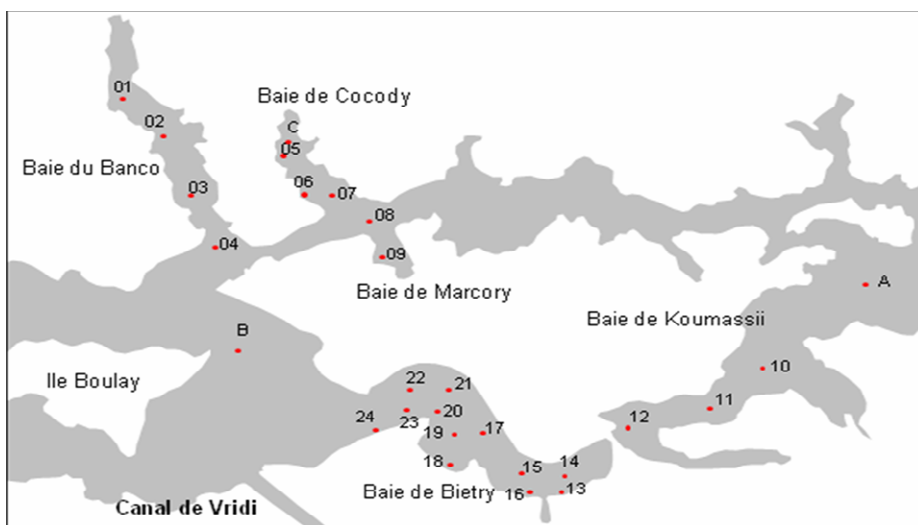 01
Baie de Cocody
02
C
05
Baie du Banco
03
06
07
08
04
09
Baie de Marcory
A
Baie de Koumassii
B
Ile Boulay
10
22
21
11
24
23
20
12
19
17
18
15
14
Baie de Bietry
16
13
Canal de Vridi